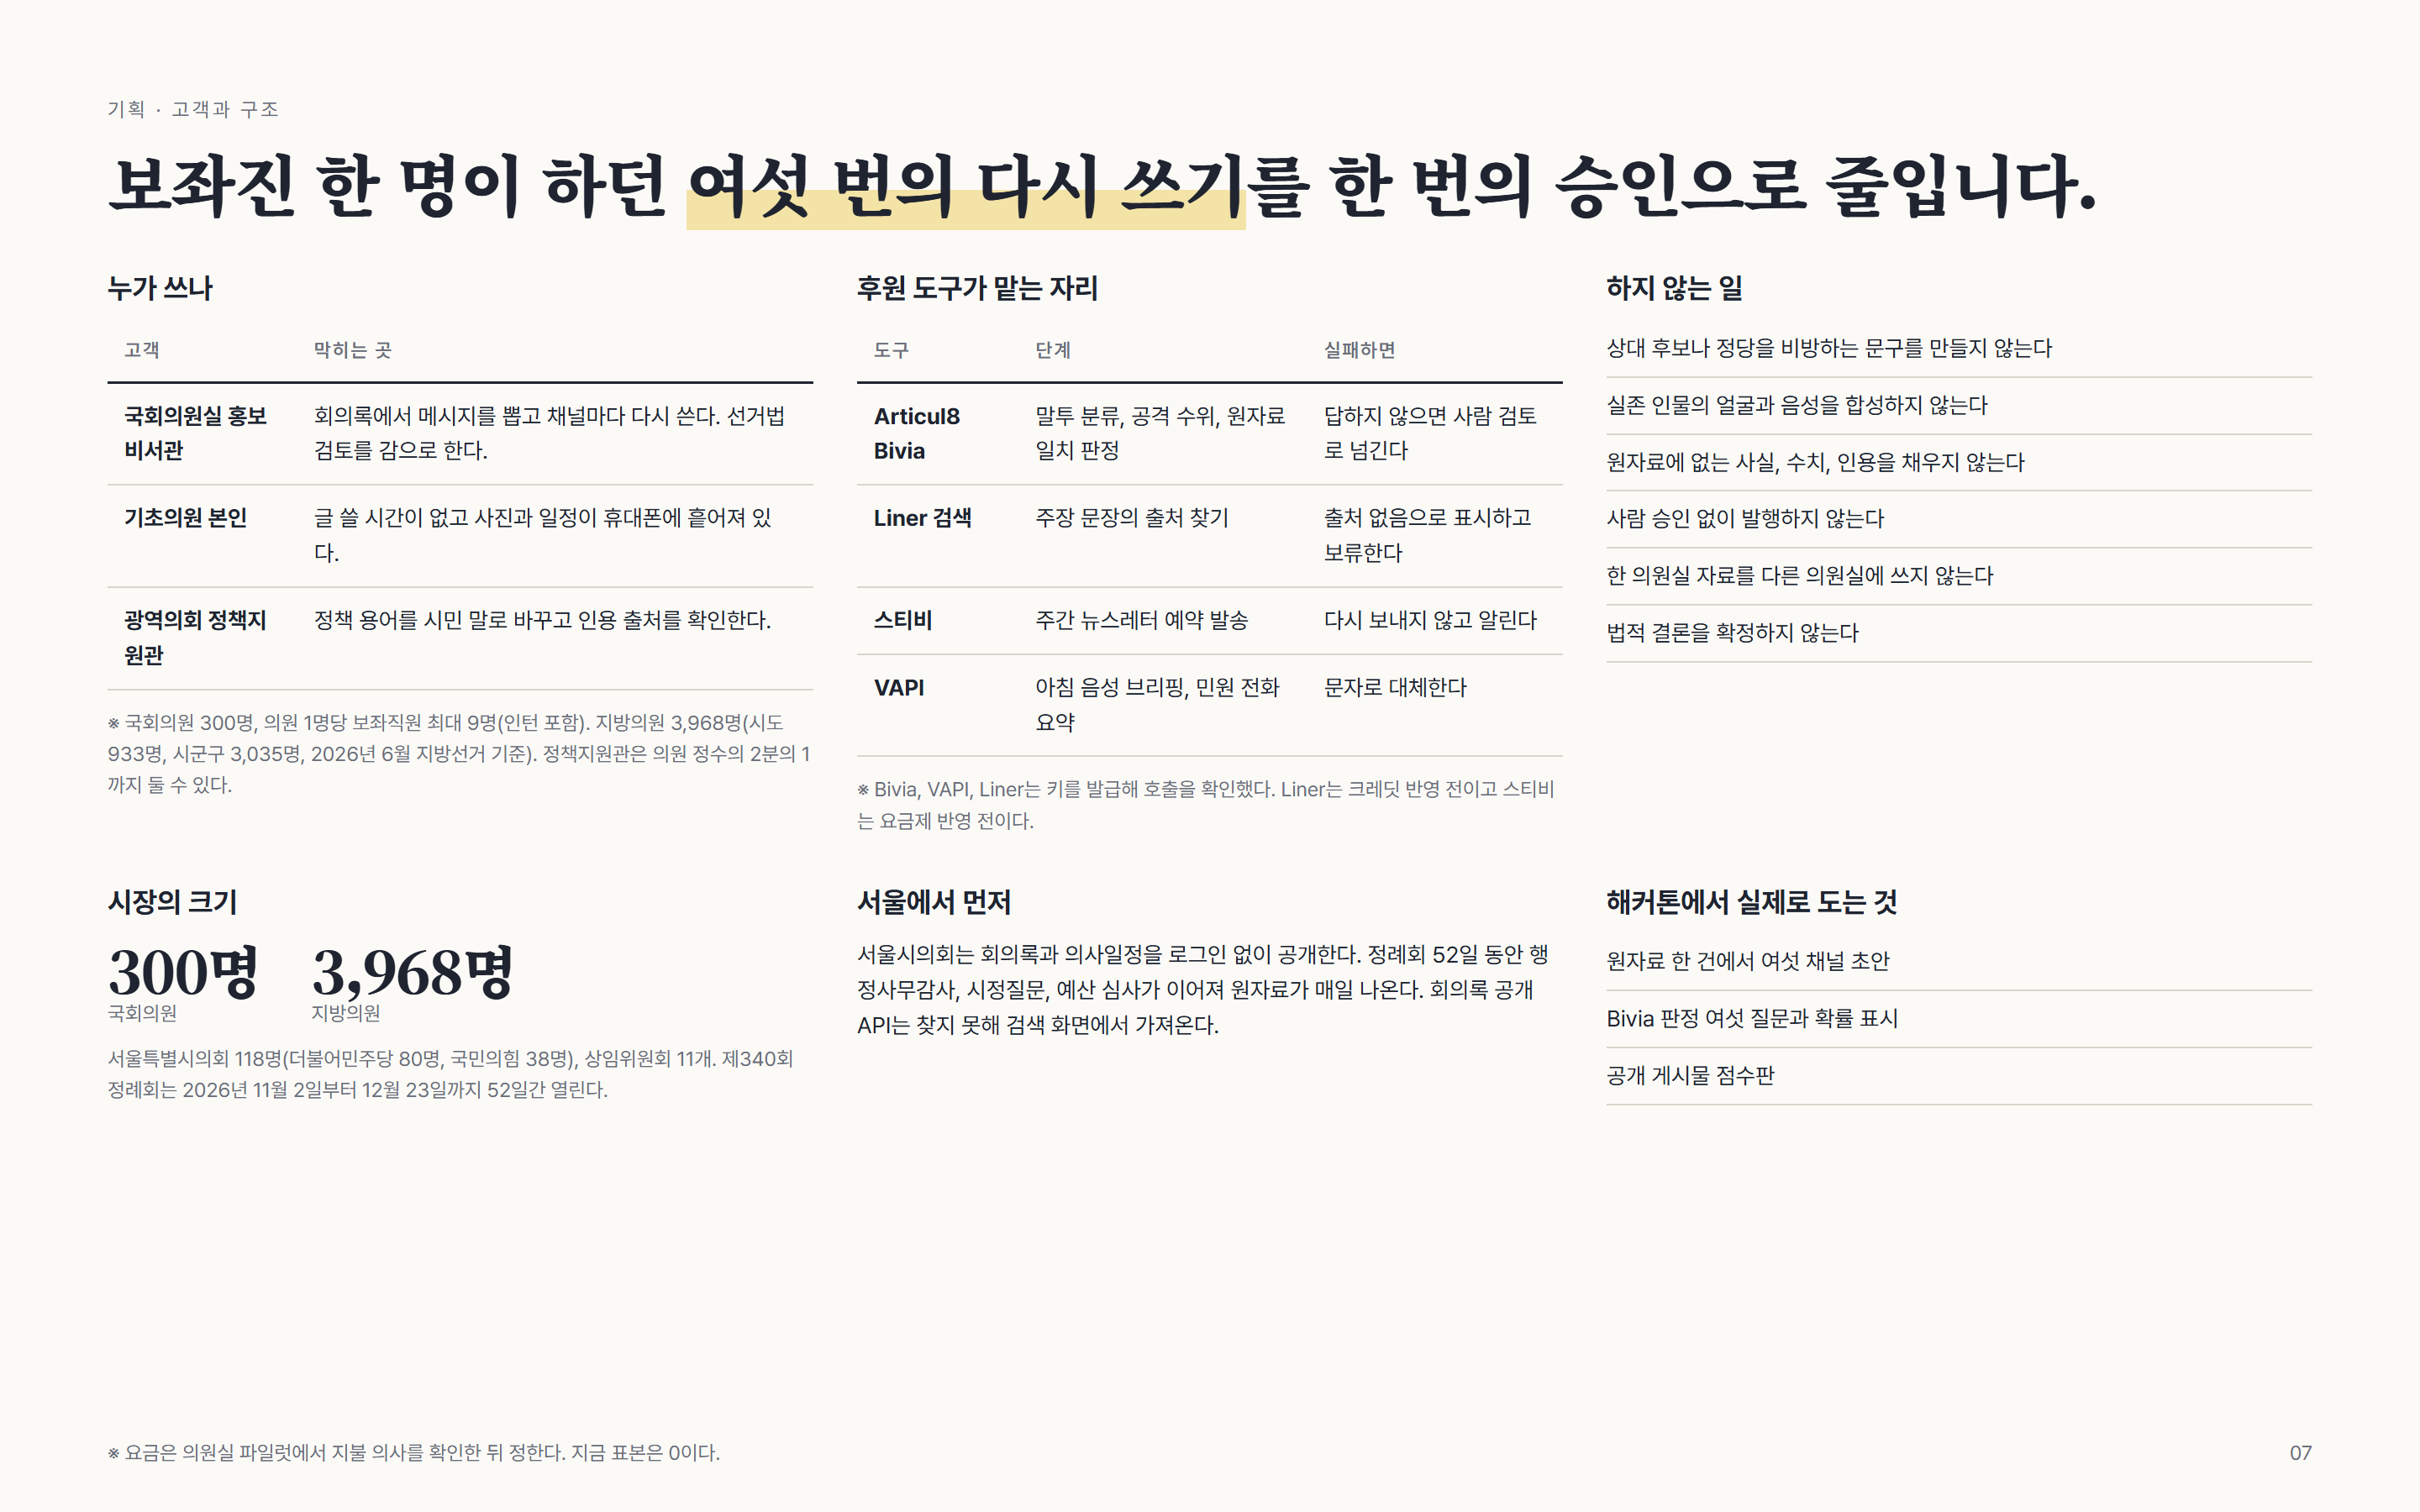 기획 · 고객과 구조
보좌진 한 명이 하던 여섯 번의 다시 쓰기를 한 번의 승인으로 줄입니다.
누가 쓰나
고객 막히는 곳
국회의원실 홍보 비서관
회의록에서 메시지를 뽑고 채널마다 다시 쓴다. 선거법
검토를 감으로 한다.
기초의원 본인
글 쓸 시간이 없고 사진과 일정이 휴대폰에 흩어져 있
다.
광역의회 정책지
원관
정책 용어를 시민 말로 바꾸고 인용 출처를 확인한다.
※ 국회의원 300명, 의원 1명당 보좌직원 최대 9명(인턴 포함). 지방의원 3,968명(시도
933명, 시군구 3,035명, 2026년 6월 지방선거 기준). 정책지원관은 의원 정수의 2분의 1
까지 둘 수 있다.
후원 도구가 맡는 자리
도구 단계 실패하면
Articul8
Bivia
말투 분류, 공격 수위, 원자료
일치 판정
답하지 않으면 사람 검토
로 넘긴다
Liner 검색
주장 문장의 출처 찾기
출처 없음으로 표시하고
보류한다
스티비
주간 뉴스레터 예약 발송
다시 보내지 않고 알린다
VAPI
아침 음성 브리핑, 민원 전화
요약
문자로 대체한다
※ Bivia, VAPI, Liner는 키를 발급해 호출을 확인했다. Liner는 크레딧 반영 전이고 스티비
는 요금제 반영 전이다.
하지 않는 일
상대 후보나 정당을 비방하는 문구를 만들지 않는다
실존 인물의 얼굴과 음성을 합성하지 않는다
원자료에 없는 사실, 수치, 인용을 채우지 않는다
사람 승인 없이 발행하지 않는다
한 의원실 자료를 다른 의원실에 쓰지 않는다
법적 결론을 확정하지 않는다
시장의 크기
300명 3,968명
국회의원 지방의원
서울특별시의회 118명(더불어민주당 80명, 국민의힘 38명), 상임위원회 11개. 제340회
정례회는 2026년 11월 2일부터 12월 23일까지 52일간 열린다.
서울에서 먼저
서울시의회는 회의록과 의사일정을 로그인 없이 공개한다. 정례회 52일 동안 행
정사무감사, 시정질문, 예산 심사가 이어져 원자료가 매일 나온다. 회의록 공개
API는 찾지 못해 검색 화면에서 가져온다.
해커톤에서 실제로 도는 것
원자료 한 건에서 여섯 채널 초안
Bivia 판정 여섯 질문과 확률 표시
공개 게시물 점수판
※ 요금은 의원실 파일럿에서 지불 의사를 확인한 뒤 정한다. 지금 표본은 0이다.
07